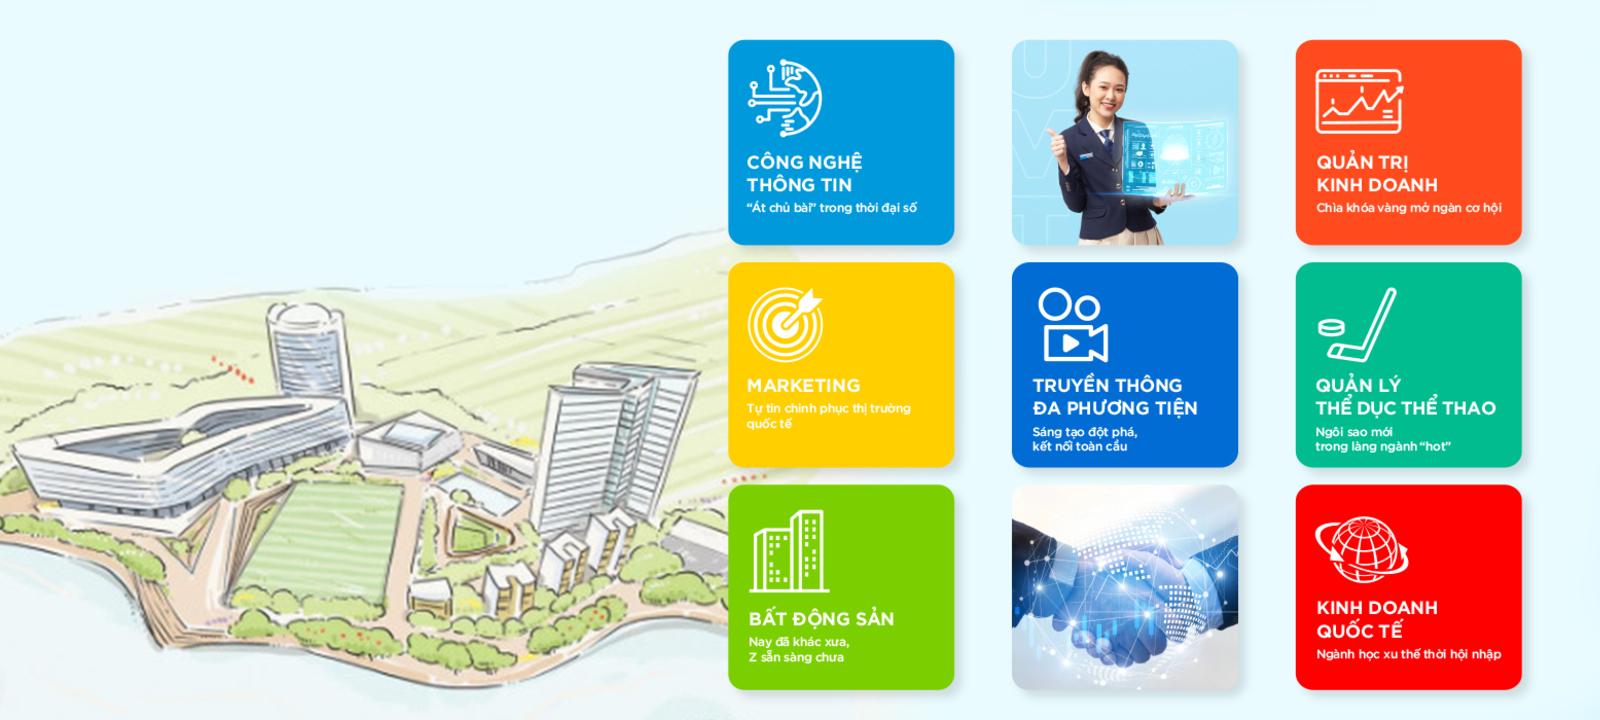 CÔNG NGHỆ
THÔNG TIN
“Át chủ bài” trong thời đại số
UMT
QUẢN TRỊ
KINH DOANH
Chìa khóa vàng mở ngàn cơ hội
MARKETING
Tự tin chinh phục thị trường
quốc tế
TRUYỀN THÔNG
ĐA PHƯƠNG TIỆN
Sáng tạo đột phá,
kết nối toàn cầu
QUẢN LÝ
THỂ DỤC THỂ THAO
Ngôi sao mới
trong làng ngành “hot”
BẤT ĐỘNG SẢN
Nay đã khác xưa,
Z sẵn sàng chưa
KINH DOANH
QUỐC TẾ
Ngành học xu thế thời hội nhập